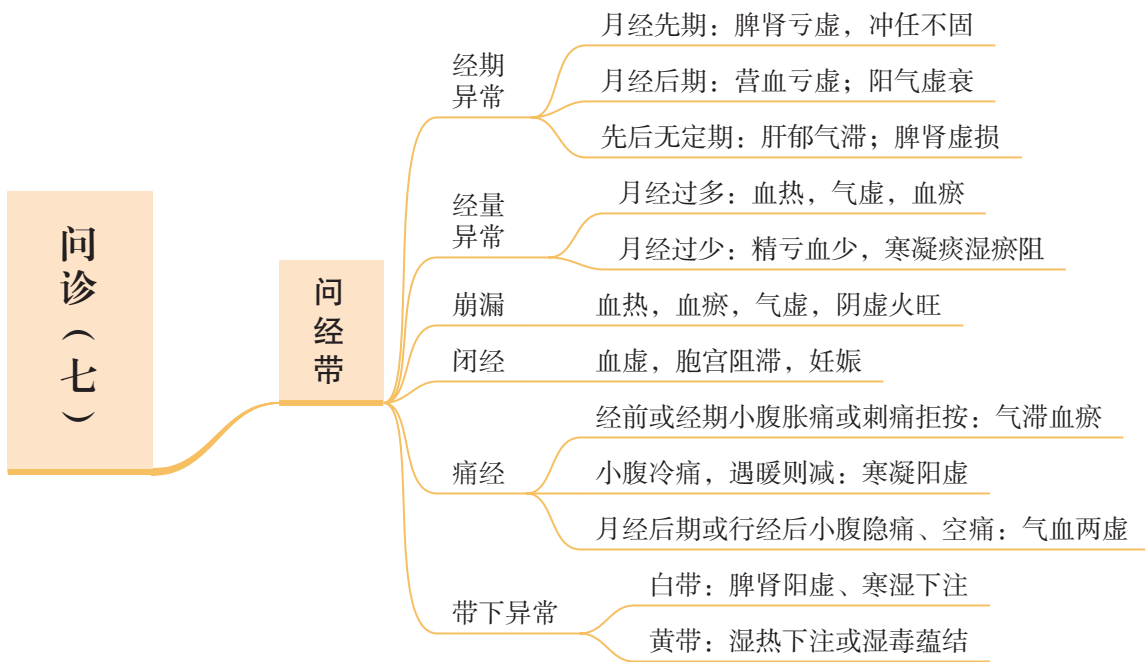 问诊（七）
问经带
经期
异常
月经先期：脾肾亏虚，冲任不固
月经后期：营血亏虚；阳气虚衰
先后无定期：肝郁气滞；脾肾虚损
经量
异常
月经过多：血热，气虚，血瘀
月经过少：精亏血少，寒凝痰湿瘀阻
崩漏
血热，血瘀，气虚，阴虚火旺
闭经
血虚，胞宫阻滞，妊娠
痛经
经前或经期小腹胀痛或刺痛拒按：气滞血瘀
小腹冷痛，遇暖则减：寒凝阳虚
月经后期或行经后小腹隐痛、空痛：气血两虚
带下异常
白带：脾肾阳虚、寒湿下注
黄带：湿热下注或湿毒蕴结